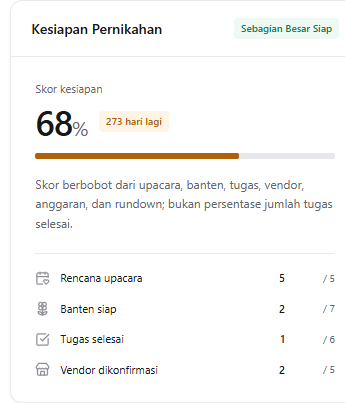 Kesiapan Pernikahan
Sebagian Besar Siap
Skor kesiapan
68%
273 hari lagi
Skor berbobot dari upacara, banten, tugas, vendor,
anggaran, dan rundown; bukan persentase jumlah tugas
selesai.
Rencana upacara 5 / 5
Banten siap 2 / 7
Tugas selesai 1 / 6
Vendor dikonfirmasi 2 / 5